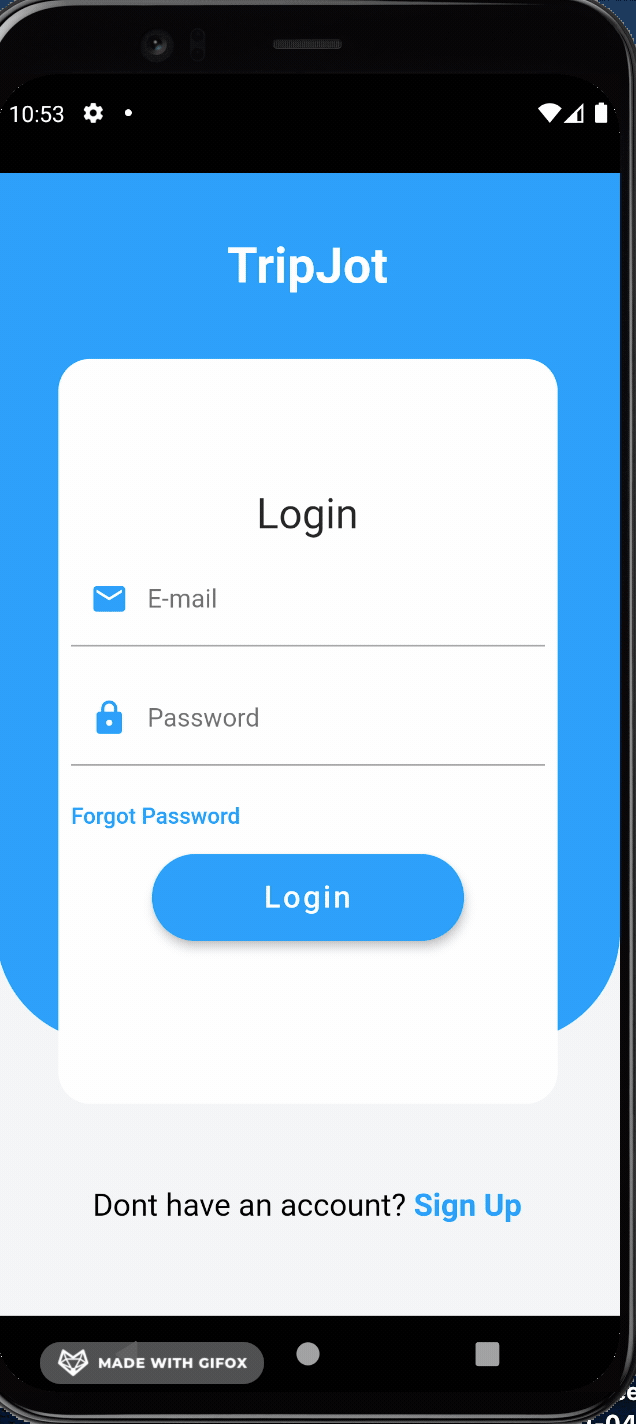 10:53
TripJot
Login
E-mail
Password
Forgot Password
Login
Dont have an account? Sign Up
MADE WITH GIFOX